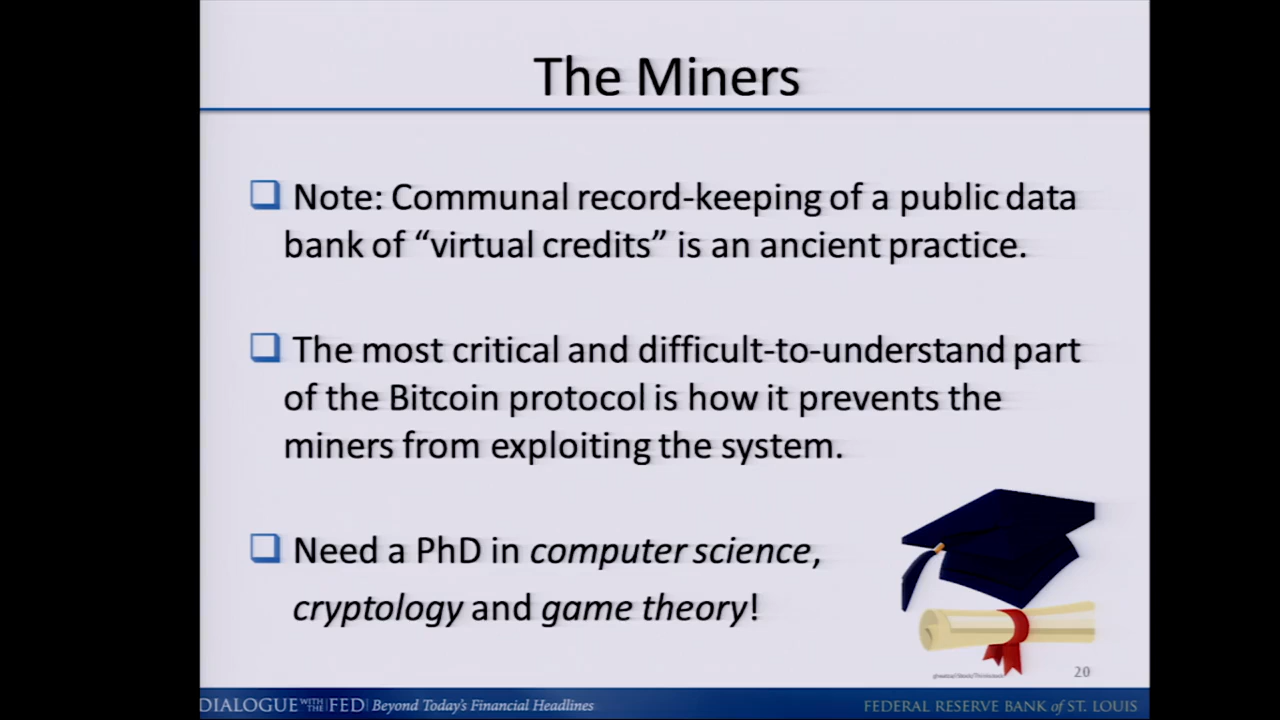 The Miners
Note: Communal record-keeping of a public data
bank of “virtual credits” is an ancient practice.
The most critical and difficult-to-understand part
of the Bitcoin protocol is how it prevents the
miners from exploiting the system.
Need a PhD in computer science,
cryptology and game theory!
20
DIALOGUE WITH THE FED Beyond Today's Financial Headlines
FEDERAL RESERVE BANK of ST. LOUIS